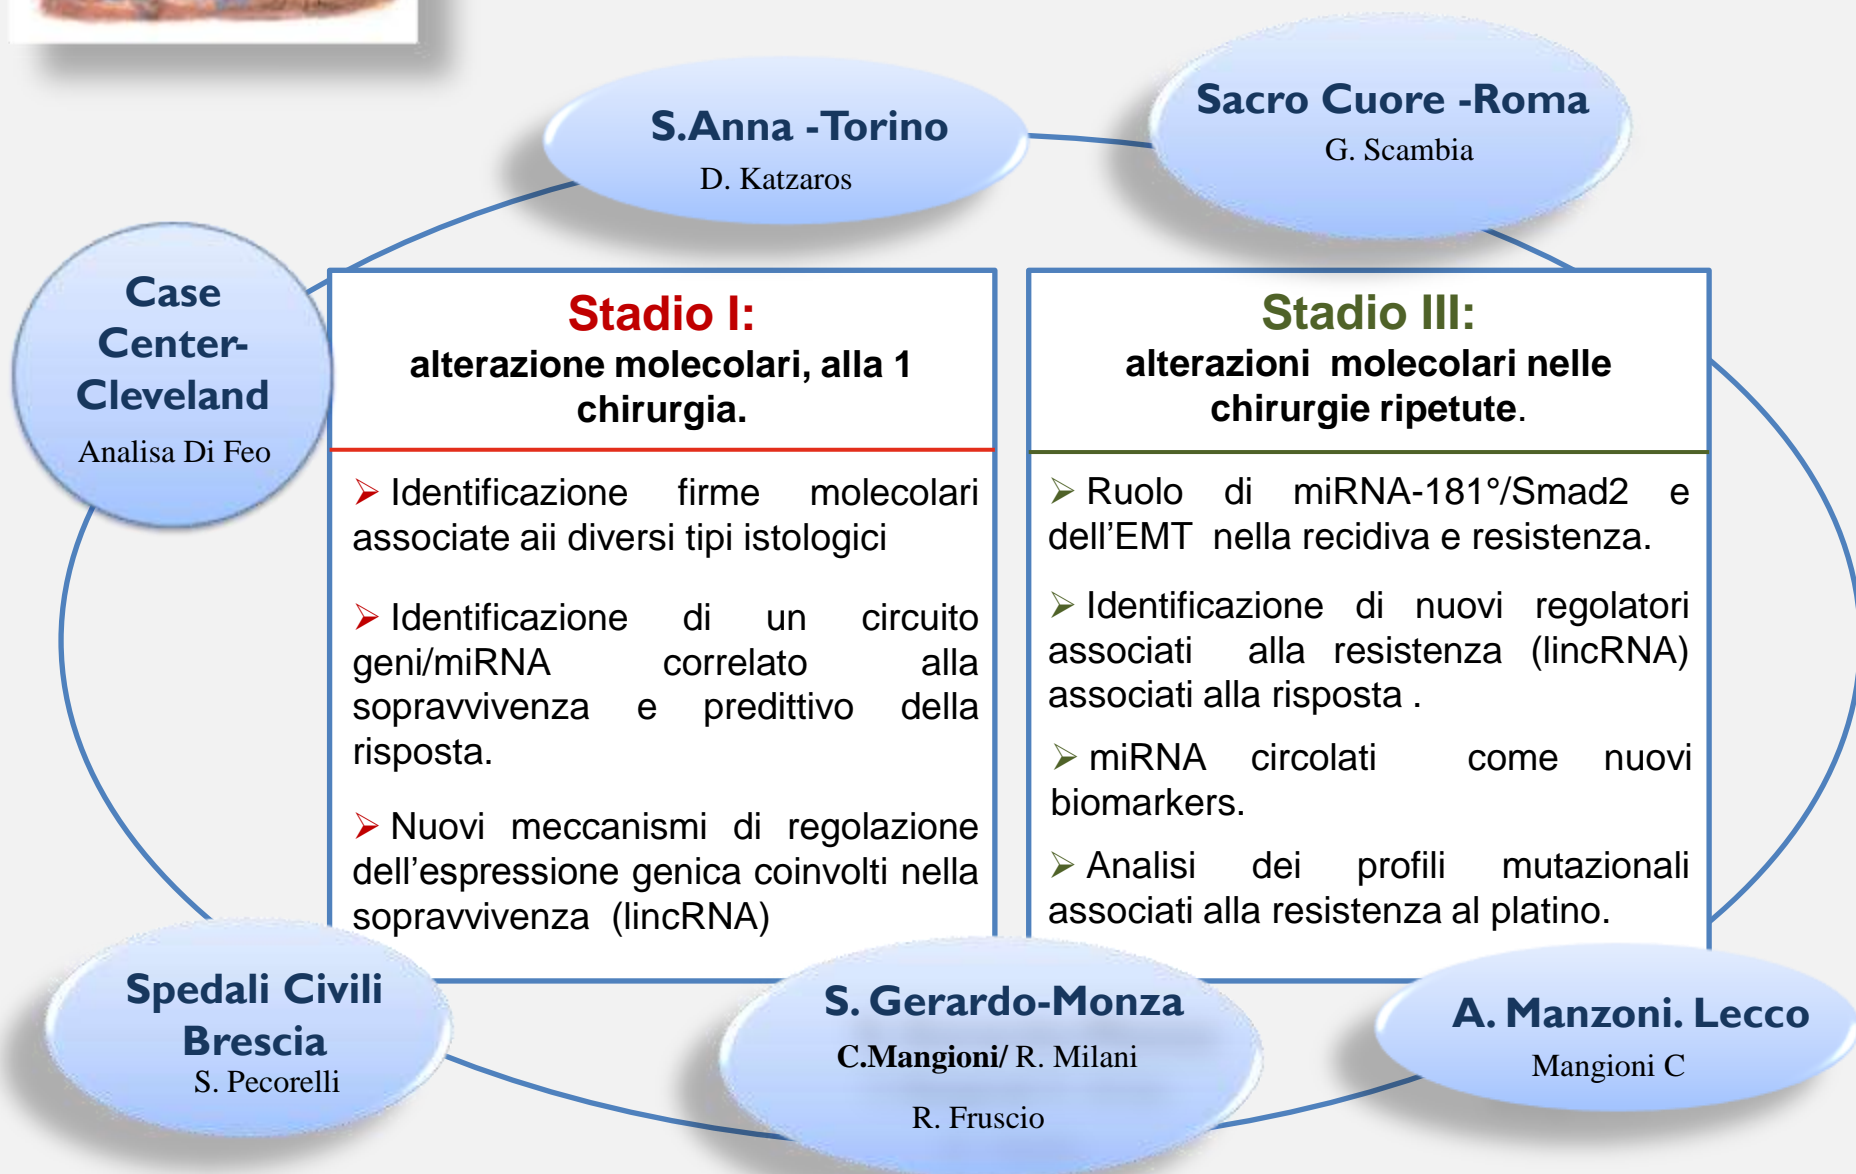 S.Anna -Torino
D. Katzaros
Sacro Cuore -Roma
G. Scambia
Case
Center-
Cleveland
Analisa Di Feo
Stadio I:
alterazione molecolari, alla 1
chirurgia.
➢ Identificazione firme molecolari
associate aii diversi tipi istologici
➢ Identificazione di un circuito
geni/miRNA correlato alla
sopravvivenza e predittivo della
risposta.
➢ Nuovi meccanismi di regolazione
dell’espressione genica coinvolti nella
sopravvivenza (lincRNA)
Stadio III:
alterazioni molecolari nelle
chirurgie ripetute.
➢ Ruolo di miRNA-181°/Smad2 e
dell’EMT nella recidiva e resistenza.
➢ Identificazione di nuovi regolatori
associati alla resistenza (lincRNA)
associati alla risposta .
➢ miRNA circolati come nuovi
biomarkers.
➢ Analisi dei profili mutazionali
associati alla resistenza al platino.
Spedali Civili
Brescia
S. Pecorelli
S. Gerardo-Monza
C.Mangioni/ R. Milani
R. Fruscio
A. Manzoni. Lecco
Mangioni C